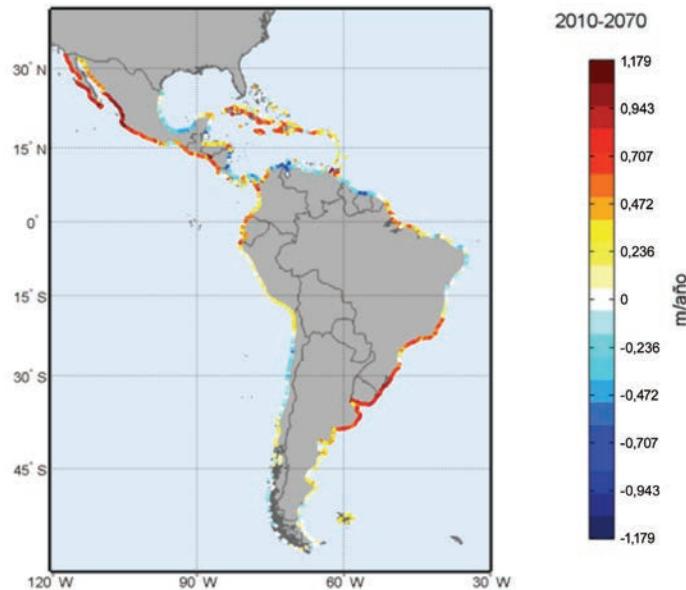 2010-2070
30° N
15° N
0°
15° S
30° S
45° S
120° W
90° W
60° W
30° W
1,179
0,943
0,707
0,472
0,236
0
-0,236
-0,472
-0,707
-0,943
-1,179
m/año